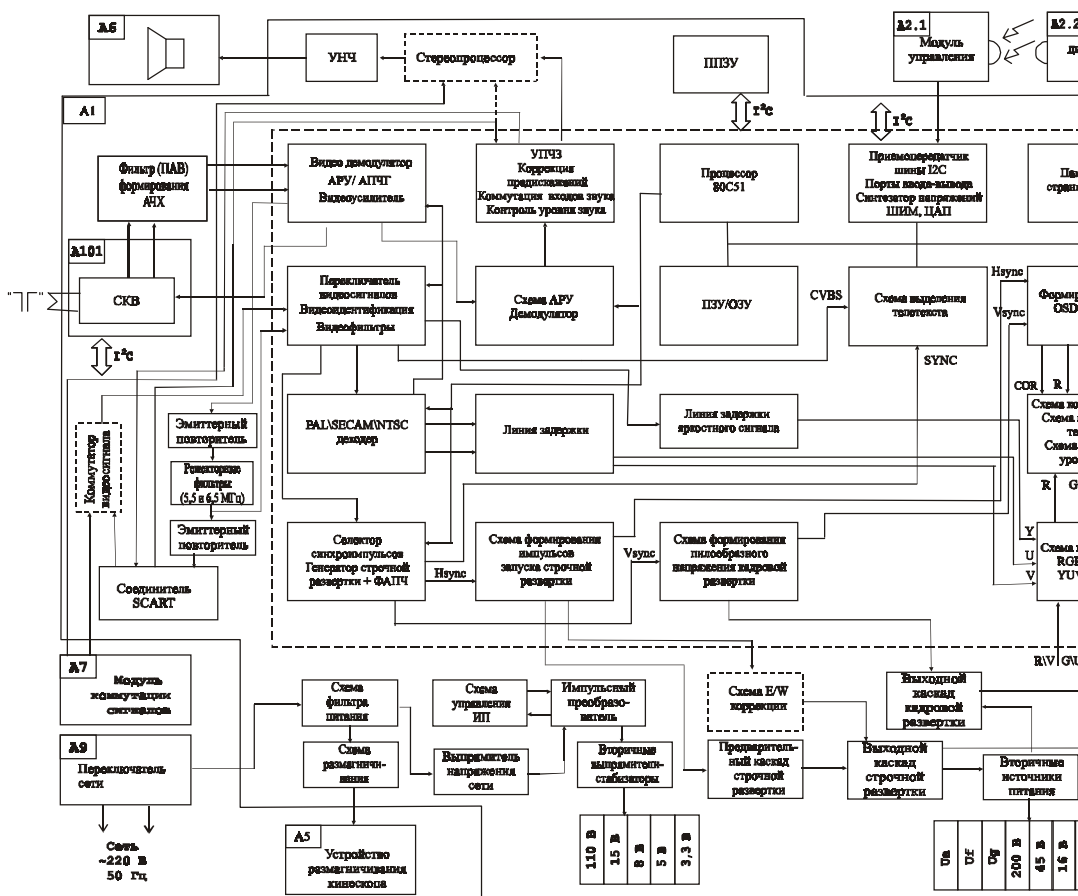 А6
УНЧ
Стереопроцессор
ППЗУ
А2.1
Модуль
управления
А2.2
А1
I²C
I²C
Фильтр (ПАВ)
формирования
АЧХ
Видео демодулятор
АРУ/ АПЧГ
Видеоусилитель
УПЧЗ
Коррекция
предискажений
Коммутация входов звука
Контроль уровня звука
Процессор
80С51
Приемопередатчик
шины I2C
Порты ввода-вывода
Синтезатор напряжений
ШИМ, ЦАП
А101
СКВ
I²C
Переключатель
видеосигналов
Видеоидентификация
Видеофильтры
Схема АРУ
Демодулятор
ПЗУ/ОЗУ
CVBS
Схема выделения
телетекста
SYNC
Hsync
Vsync
OSD
COR R
Эмиттерный
повторитель
Режекторные
фильтры
(5,5 и 6,5 МГц)
Эмиттерный
повторитель
Коммутатор
видеосигнала
PAL\SECAM\NTSC
декодер
Линия задержки
Линия задержки
яркостного сигнала
R G
Соединитель
SCART
Селектор
синхроимпульсов
Генератор строчной
развертки + ФАПЧ
Hsync
Схема формирования
импульсов
запуска строчной
развертки
Vsync
Схема формирования
пилообразного
напряжения кадровой
развертки
Y
U
V
Схема
А7
Модуль
коммутации
сигналов
Схема
фильтра
питания
Схема
управления
ИП
Импульсный
преобразо-
ватель
Схема E/W
коррекции
Выходной
каскад
кадровой
развертки
А9
Переключатель
сети
Схема
размагничи-
вания
Выпрямитель
напряжения
сети
Вторичные
выпрямители-
стабизаторы
Предваритель-
ный каскад
строчной
развертки
Выходной
каскад
строчной
развертки
Вторичные
источники
питания
Сеть
~220 В
50 Гц
А5
Устройство
размагничивания
кинескопа
110 В
15 В
8 В
5 В
3,3 В
Ua
Uf
Ug
200 В
45 В
16 В